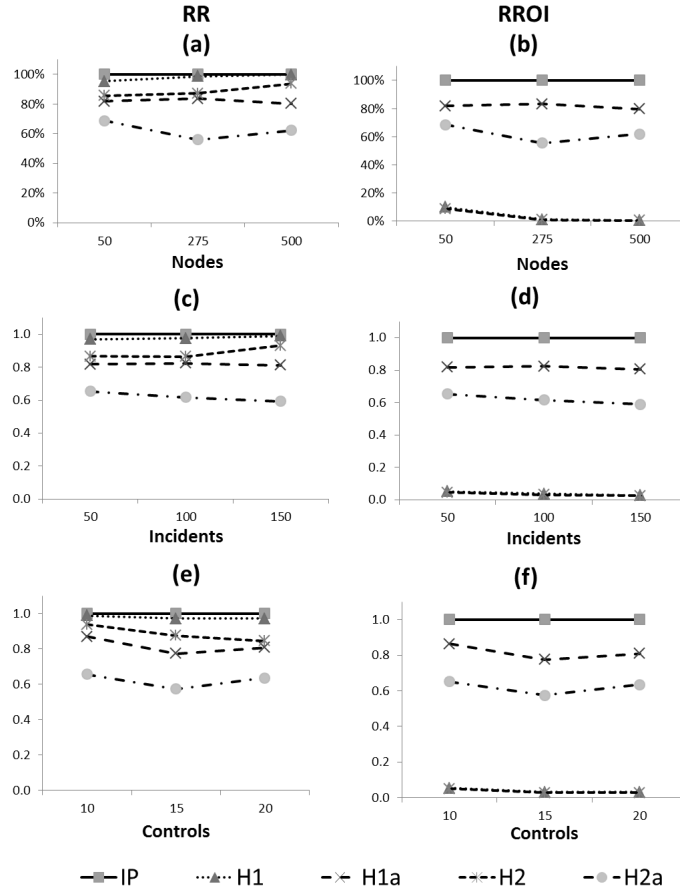 RR
RROI
(a)
100%
80%
60%
40%
20%
0%
50 275 500
Nodes
(b)
100%
80%
60%
40%
20%
0%
50 275 500
Nodes
(c)
1.0
0.8
0.6
0.4
0.2
0.0
50 100 150
Incidents
(d)
1.0
0.8
0.6
0.4
0.2
0.0
50 100 150
Incidents
(e)
1.0
0.8
0.6
0.4
0.2
0.0
10 15 20
Controls
(f)
1.0
0.8
0.6
0.4
0.2
0.0
10 15 20
Controls
IP H1 H1a H2 H2a